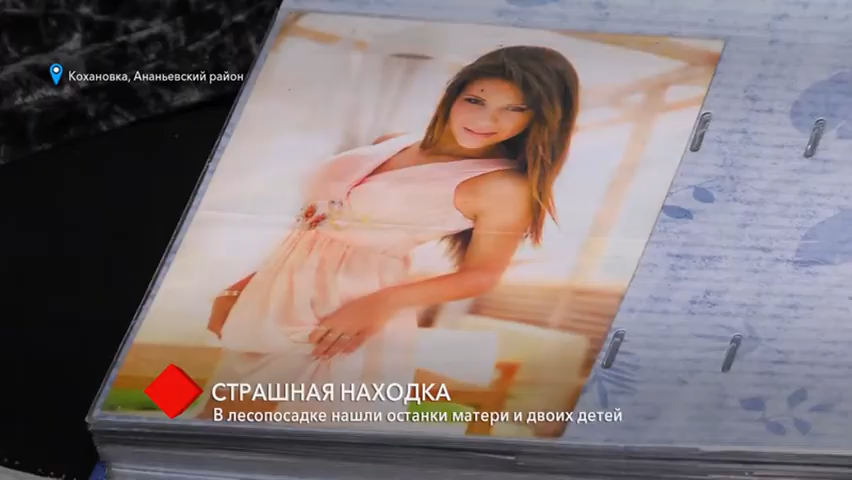 Кохановка, Ананьевский район
СТРАШНАЯ НАХОДКА
В лесопосадке нашли останки матери и двоих детей